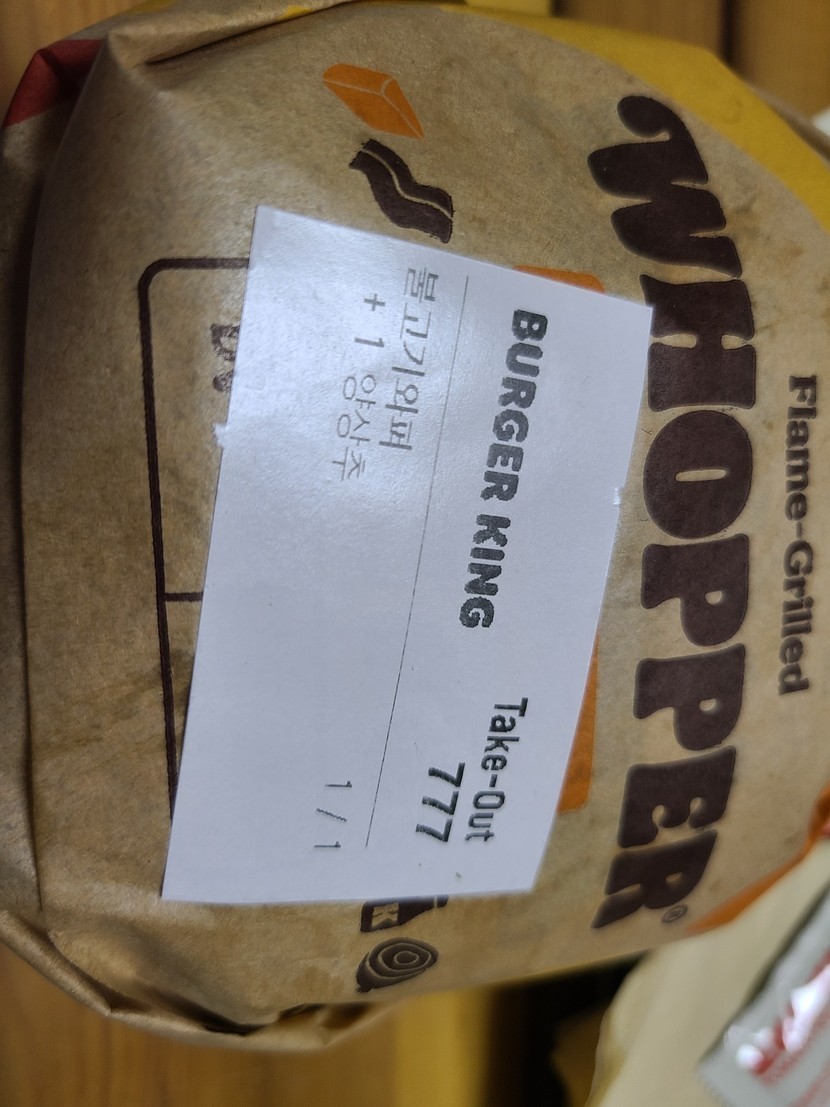 Flame-Grilled
WHOPPER®
BURGER KING
Take-Out
777
불고기와퍼
+ 1 양상추
1 / 1